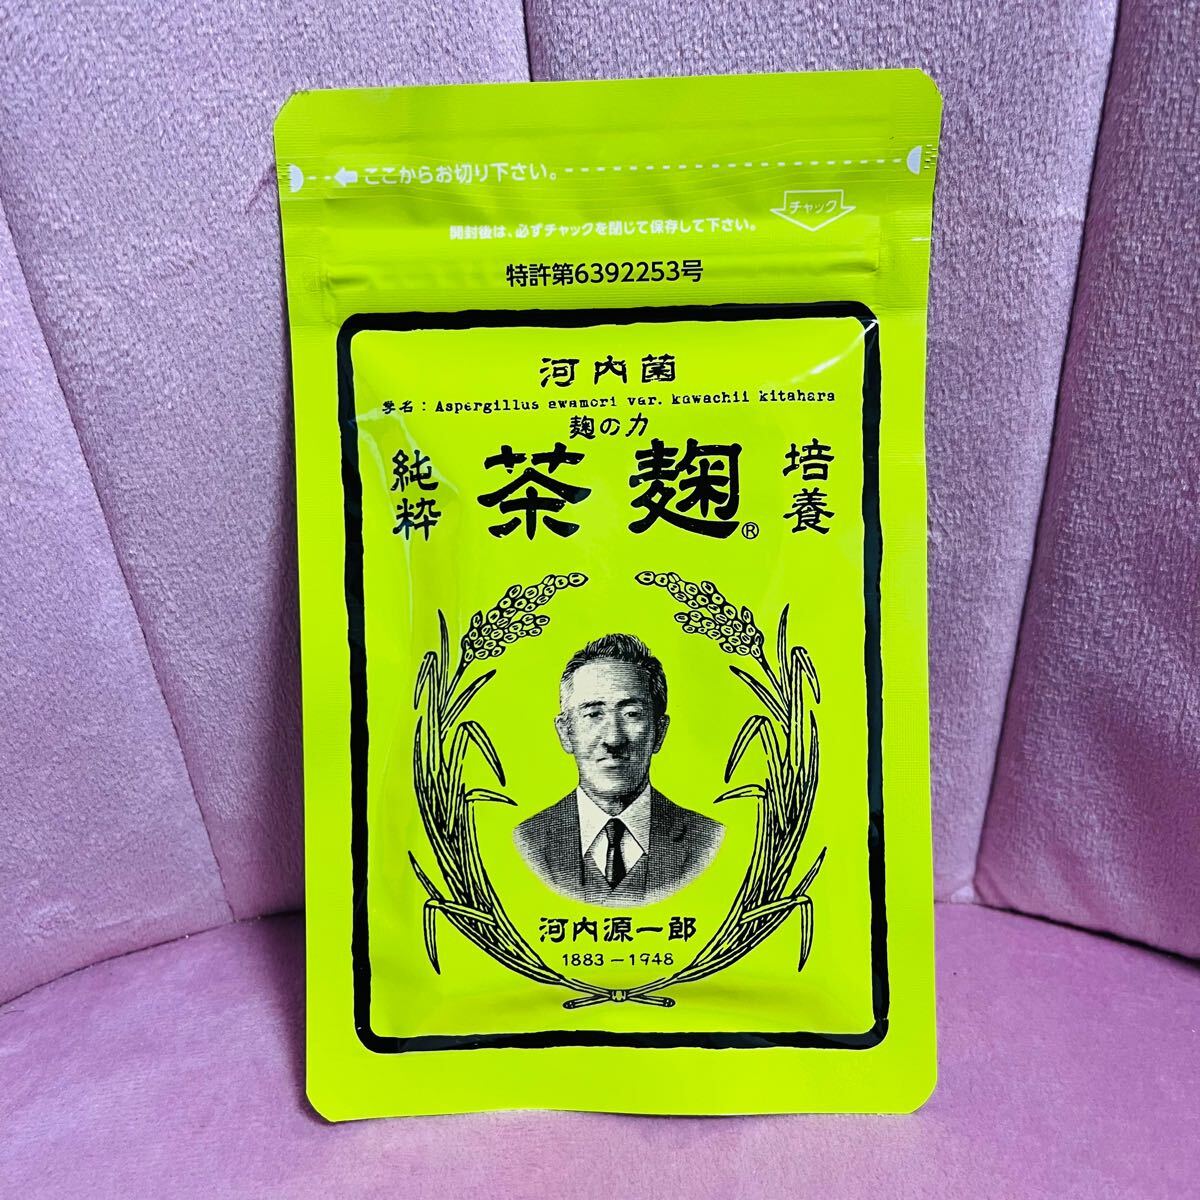 ここからお切り下さい。
チャック
開封後は、必ずチャックを閉じて保存して下さい。
特許第6392253号
河内菌
学名：Aspergillus awamori var. kawachii kitahara
麹の力
純粋
茶麹®
培養
河内源一郎
1883－1948